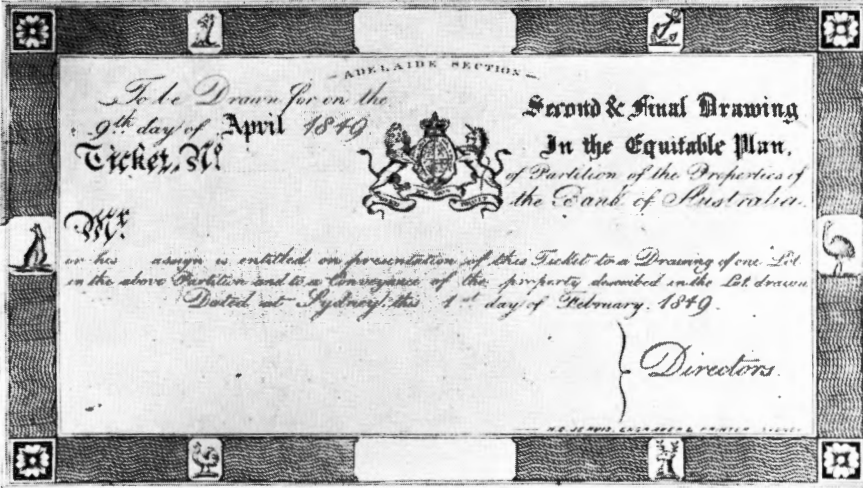 ADELAIDE SECTION
To be Drawn for on the
9th day of April 1849
Ticket, No
Second & Final Drawing
In the Equitable Plan,
of Partition of the Properties of
the Bank of Australia.
Mr.
or his assign is entitled on presentation of this Ticket to a Drawing of one Lot
in the above Partition and to a Conveyance of the property described in the Lot drawn
Dated at Sydney this 1st day of February, 1849.
Directors.
ENGRAVER & PRINTER SYDNEY